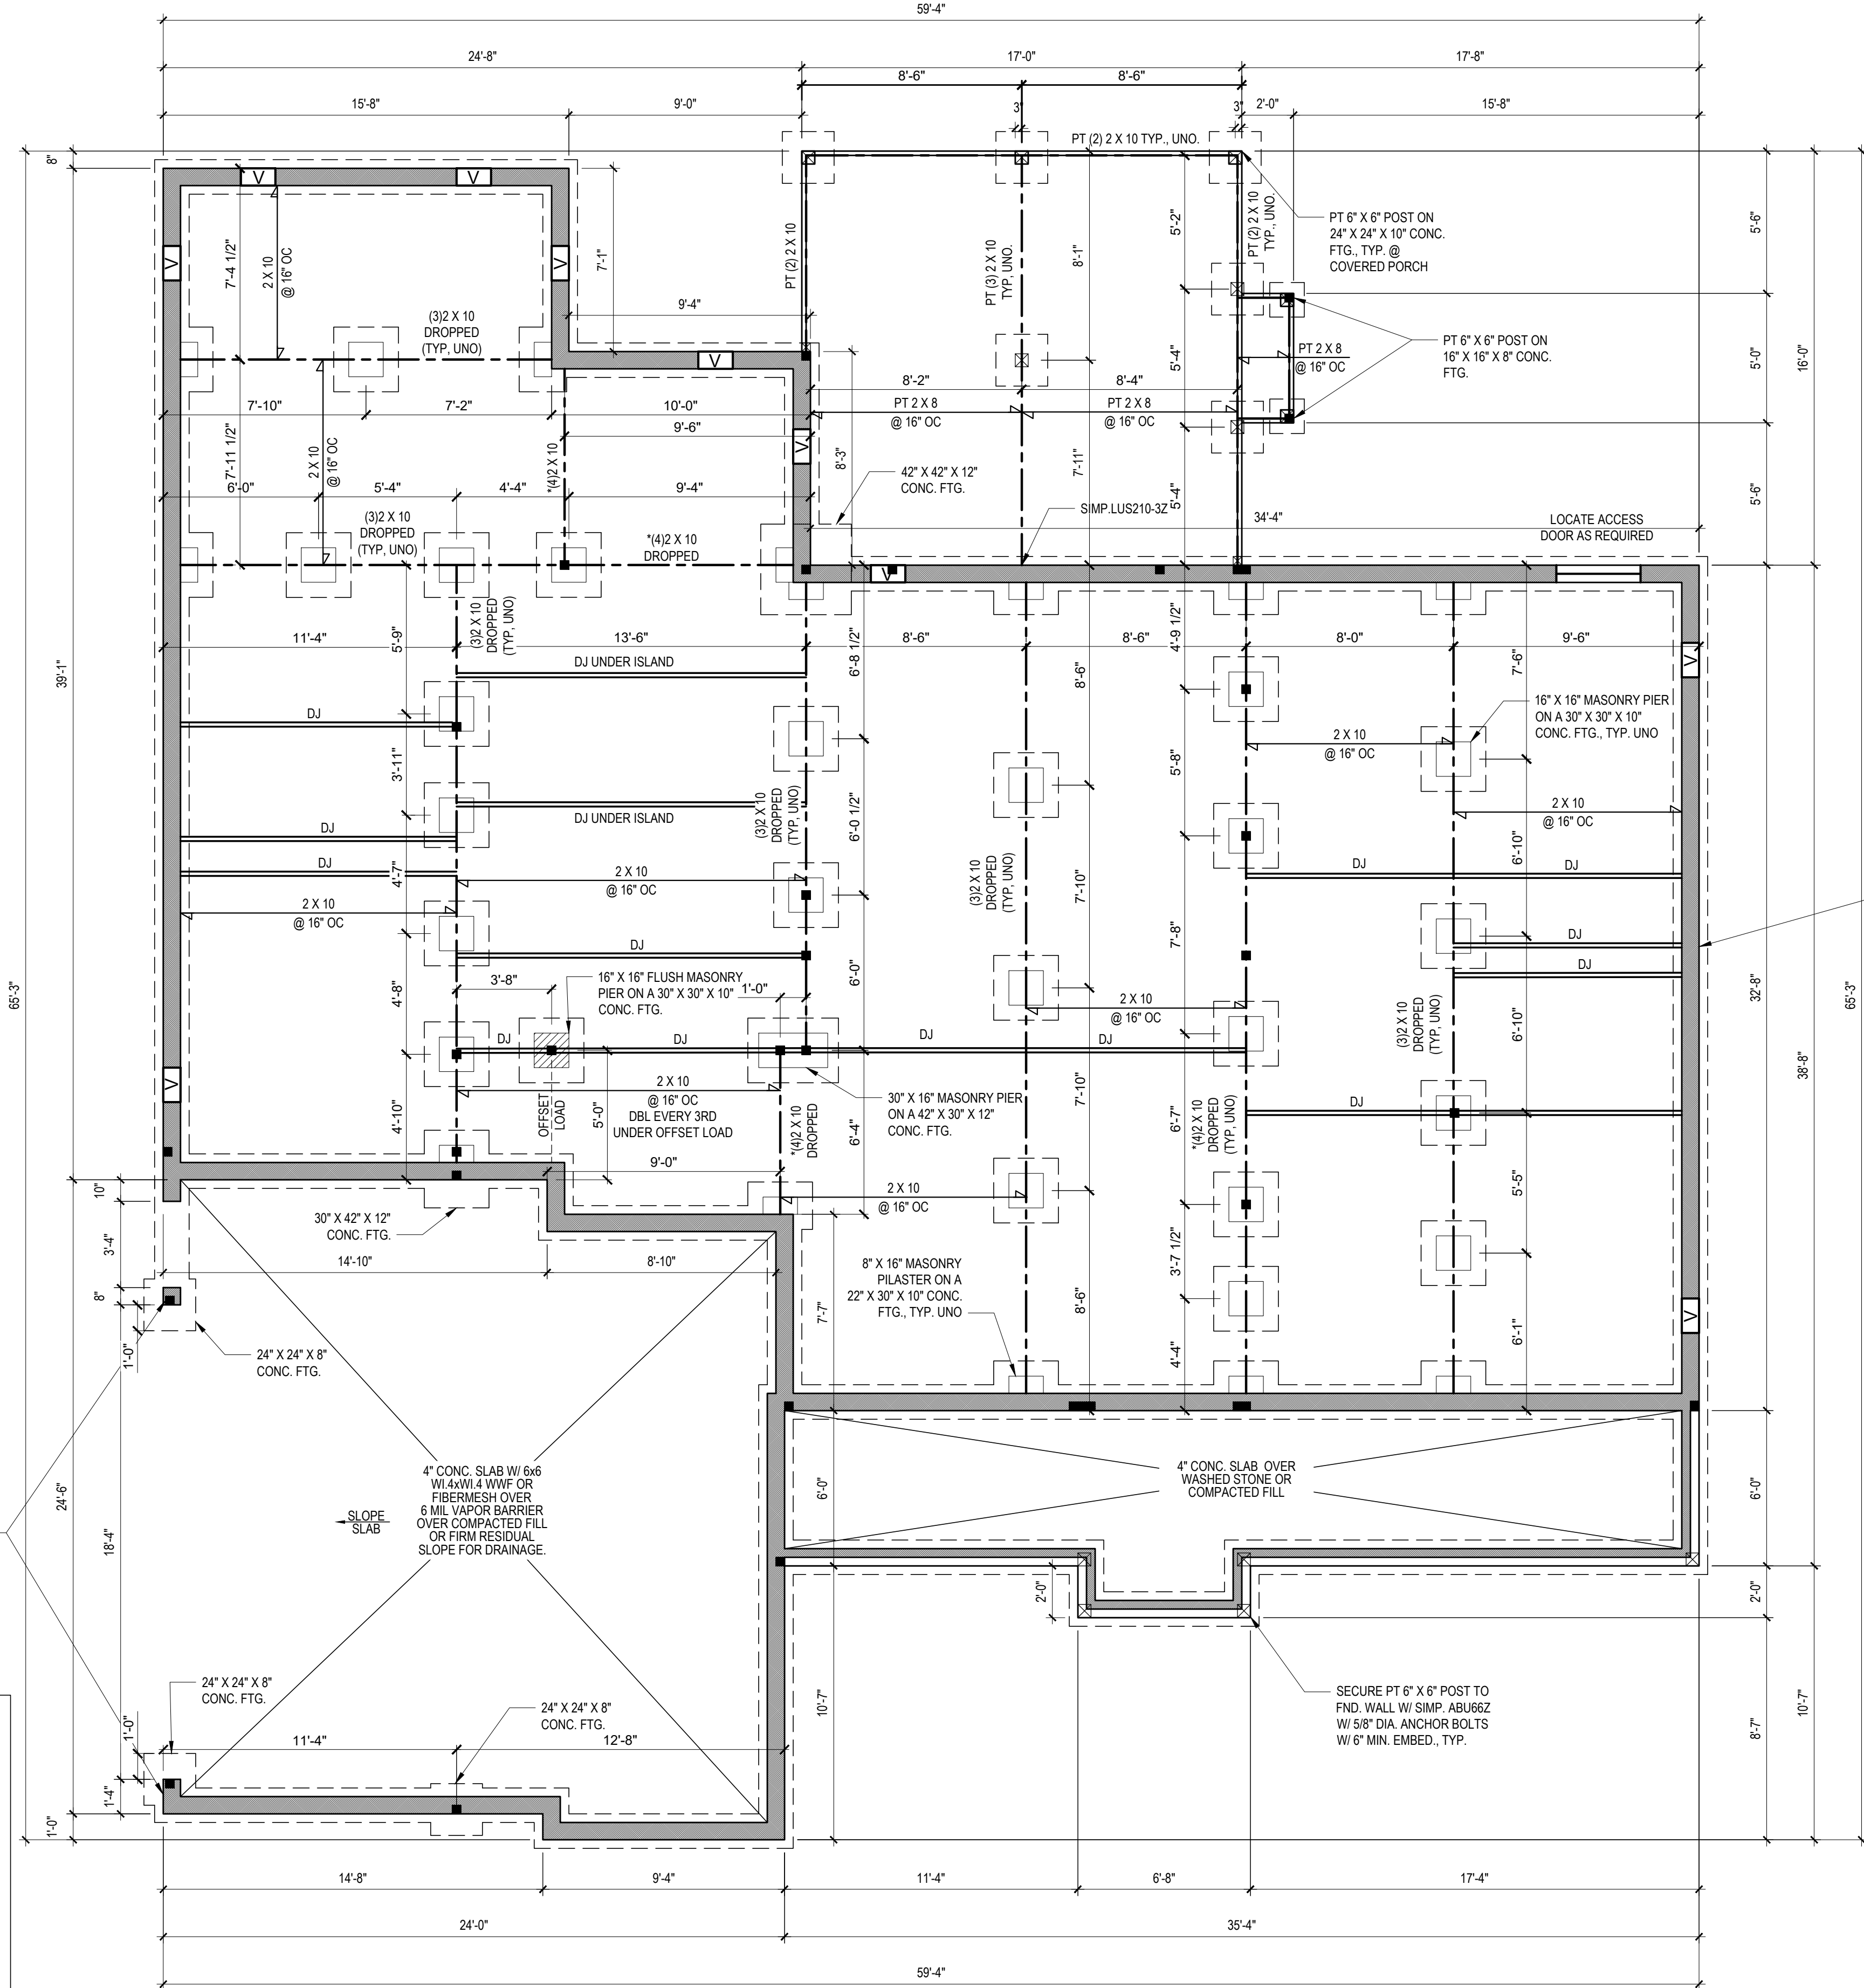 59'-4"
24'-8"
17'-0"
17'-8"
8'-6"
8'-6"
15'-8"
9'-0"
3"
3"
2'-0"
15'-8"
PT (2) 2 X 10 TYP., UNO.
8"
7'-4 1/2"
2 X 10
@ 16" OC
7'-1"
PT (2) 2 X 10
PT (3) 2 X 10
TYP, UNO.
8'-1"
5'-2"
PT (2) 2 X 10
TYP., UNO.
PT 6" X 6" POST ON
24" X 24" X 10" CONC.
FTG., TYP. @
COVERED PORCH
5'-6"
9'-4"
(3)2 X 10
DROPPED
(TYP, UNO)
5'-4"
PT 2 X 8
@ 16" OC
PT 6" X 6" POST ON
16" X 16" X 8" CONC.
FTG.
5'-0"
16'-0"
7'-10"
7'-2"
10'-0"
9'-6"
8'-2"
8'-4"
PT 2 X 8
@ 16" OC
PT 2 X 8
@ 16" OC
7'-11 1/2"
2 X 10
@ 16" OC
*(4)2 X 10
8'-3"
7'-11"
5'-4"
5'-6"
42" X 42" X 12"
CONC. FTG.
6'-0"
5'-4"
4'-4"
9'-4"
SIMP.LUS210-3Z
34'-4"
LOCATE ACCESS
DOOR AS REQUIRED
(3)2 X 10
DROPPED
(TYP, UNO)
*(4)2 X 10
DROPPED
V
V
V
V
V
V
V
V
V
V
39'-1"
65'-3"
5'-9"
(3)2 X 10
DROPPED
(TYP, UNO)
11'-4"
13'-6"
8'-6"
8'-6"
8'-0"
9'-6"
6'-8 1/2"
8'-6"
4'-9 1/2"
7'-6"
DJ UNDER ISLAND
DJ
16" X 16" MASONRY PIER
ON A 30" X 30" X 10"
CONC. FTG., TYP. UNO
3'-11"
2 X 10
@ 16" OC
5'-8"
DJ UNDER ISLAND
(3)2 X 10
DROPPED
(TYP, UNO)
6'-0 1/2"
2 X 10
@ 16" OC
6'-10"
DJ
DJ
4'-7"
2 X 10
@ 16" OC
2 X 10
@ 16" OC
(3)2 X 10
DROPPED
(TYP, UNO)
7'-10"
7'-8"
DJ
DJ
DJ
DJ
DJ
3'-8"
16" X 16" FLUSH MASONRY
PIER ON A 30" X 30" X 10"
CONC. FTG.
1'-0"
6'-0"
4'-8"
2 X 10
@ 16" OC
(3)2 X 10
DROPPED
(TYP, UNO)
6'-10"
32'-8"
38'-8"
65'-3"
DJ
DJ
DJ
DJ
4'-10"
OFFSET
LOAD
5'-0"
2 X 10
@ 16" OC
DBL EVERY 3RD
UNDER OFFSET LOAD
*(4)2 X 10
DROPPED
6'-4"
30" X 16" MASONRY PIER
ON A 42" X 30" X 12"
CONC. FTG.
7'-10"
6'-7"
*(4)2 X 10
DROPPED
(TYP, UNO)
DJ
9'-0"
2 X 10
@ 16" OC
5'-5"
10"
3'-4"
8"
1'-0"
30" X 42" X 12"
CONC. FTG.
14'-10"
8'-10"
8" X 16" MASONRY
PILASTER ON A
22" X 30" X 10" CONC.
FTG., TYP. UNO
3'-7 1/2"
7'-7"
8'-6"
4'-4"
6'-1"
24" X 24" X 8"
CONC. FTG.
4" CONC. SLAB W/ 6x6
WI.4xWI.4 WWF OR
FIBERMESH OVER
6 MIL VAPOR BARRIER
OVER COMPACTED FILL
OR FIRM RESIDUAL
SLOPE FOR DRAINAGE.
SLOPE
SLAB
24'-6"
18'-4"
6'-0"
4" CONC. SLAB OVER
WASHED STONE OR
COMPACTED FILL
6'-0"
2'-0"
2'-0"
24" X 24" X 8"
CONC. FTG.
24" X 24" X 8"
CONC. FTG.
1'-0"
11'-4"
12'-8"
10'-7"
SECURE PT 6" X 6" POST TO
FND. WALL W/ SIMP. ABU66Z
W/ 5/8" DIA. ANCHOR BOLTS
W/ 6" MIN. EMBED., TYP.
8'-7"
10'-7"
1'-4"
1'-0"
14'-8"
9'-4"
11'-4"
6'-8"
17'-4"
24'-0"
35'-4"
59'-4"